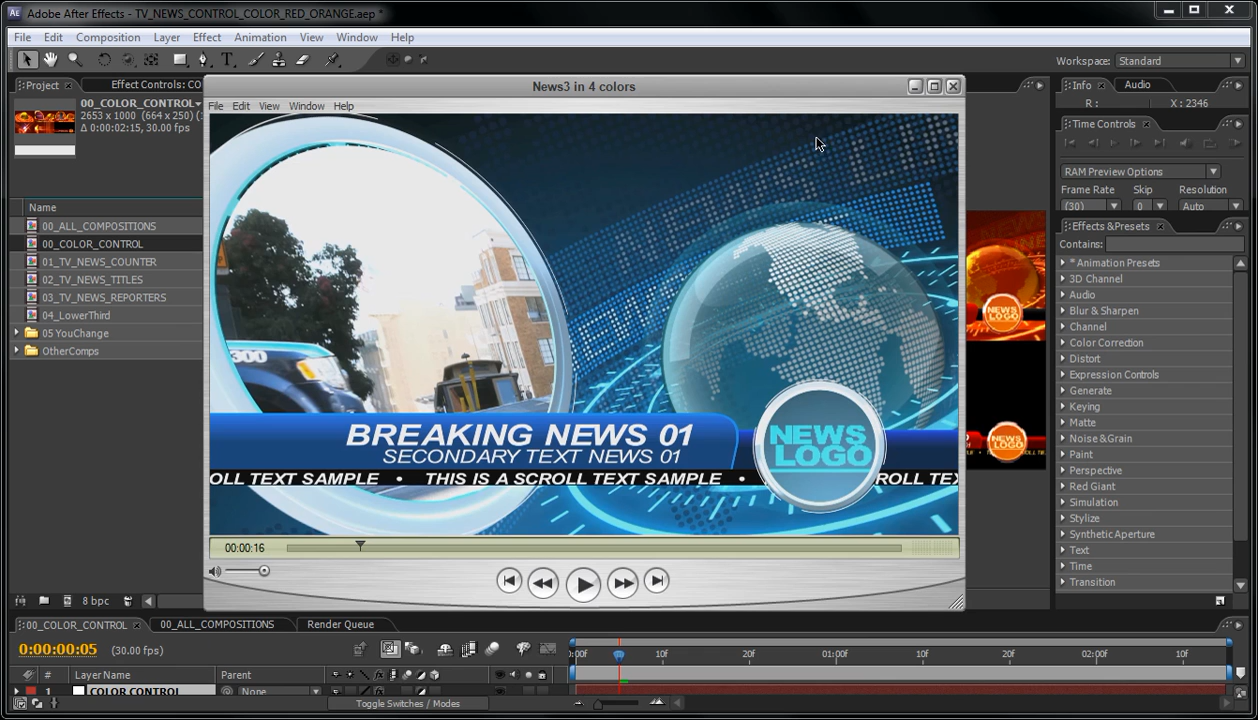 Adobe After Effects - TV_NEWS_CONTROL_COLOR_RED_ORANGE.aep *
File Edit Composition Layer Effect Animation View Window Help
Workspace: Standard
Project
Effect Controls: CO
00_COLOR_CONTROL
2653 x 1000 (664 x 250) (
Δ 0:00:02:15, 30.00 fps
Name
00_ALL_COMPOSITIONS
00_COLOR_CONTROL
01_TV_NEWS_COUNTER
02_TV_NEWS_TITLES
03_TV_NEWS_REPORTERS
04_LowerThird
05 YouChange
OtherComps
8 bpc
News3 in 4 colors
File Edit View Window Help
300
BREAKING NEWS 01
SECONDARY TEXT NEWS 01
OLL TEXT SAMPLE • THIS IS A SCROLL TEXT SAMPLE • ROLL TEX
NEWS
LOGO
00:00:16
NEWS
LOGO
NEWS
LOGO
Info Audio
R : X : 2346
Time Controls
RAM Preview Options
Frame Rate Skip Resolution
(30) 0 Auto
Effects & Presets
Contains:
* Animation Presets
3D Channel
Audio
Blur & Sharpen
Channel
Color Correction
Distort
Expression Controls
Generate
Keying
Matte
Noise & Grain
Paint
Perspective
Red Giant
Simulation
Stylize
Synthetic Aperture
Text
Time
Transition
00_COLOR_CONTROL 00_ALL_COMPOSITIONS Render Queue
0:00:00:05 (30.00 fps)
:00f 10f 20f 01:00f 10f 20f 02:00f 10f
# Layer Name Parent
1 COLOR CONTROL None
Toggle Switches / Modes